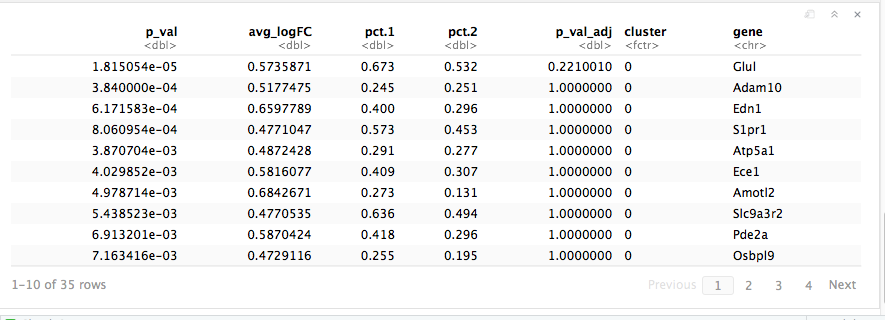 p_val avg_logFC pct.1 pct.2 p_val_adj cluster gene
<dbl> <dbl> <dbl> <dbl> <dbl> <fctr> <chr>
1.815054e-05 0.5735871 0.673 0.532 0.2210010 0 Glul
3.840000e-04 0.5177475 0.245 0.251 1.0000000 0 Adam10
6.171583e-04 0.6597789 0.400 0.296 1.0000000 0 Edn1
8.060954e-04 0.4771047 0.573 0.453 1.0000000 0 S1pr1
3.870704e-03 0.4872428 0.291 0.277 1.0000000 0 Atp5a1
4.029852e-03 0.5816077 0.409 0.307 1.0000000 0 Ece1
4.978714e-03 0.6842671 0.273 0.131 1.0000000 0 Amotl2
5.438523e-03 0.4770535 0.636 0.494 1.0000000 0 Slc9a3r2
6.913201e-03 0.5870424 0.418 0.296 1.0000000 0 Pde2a
7.163416e-03 0.4729116 0.255 0.195 1.0000000 0 Osbpl9
1-10 of 35 rows Previous 1 2 3 4 Next